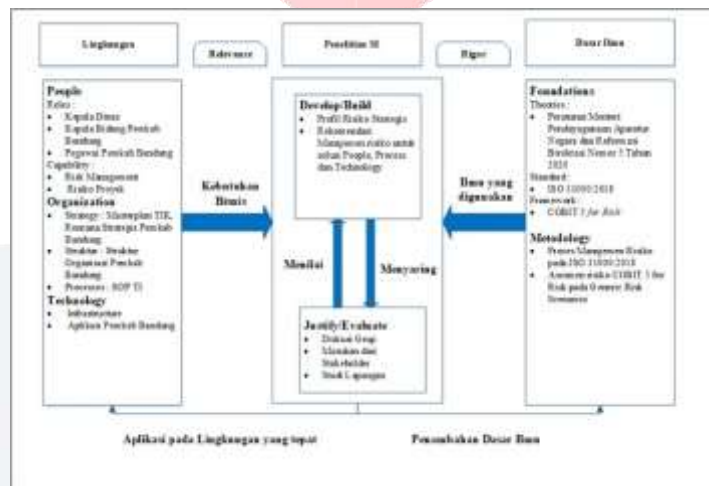 Lingkungan
Relevance
Penelitian SI
Rigor
Dasar Ilmu
People
Roles :
• Kepala Dinas
• Kepala Bidang Pemkab
Bandung
• Pegawai Pemkab Bandung
Capability :
• Risk Management
• Risiko Proyek
Organization
• Strategy : Masterplan TIK,
Rencana Strategis Pemkab
Bandung
• Struktur : Struktur
Organisasi Pemkab
Bandung
• Processes : SOP TI
Technology
• Infrastructure
• Aplikasi Pemkab Bandung
Kebutuhan
Bisnis
Develop/Build
• Profil Risiko Strategis
• Rekomendasi
Manajemen risiko untuk
People, Process
dan Technology
Menilai
Menyaring
Justify/Evaluate
• Diskusi Grup
• Masukan dari
Stakeholder
• Studi Lapangan
Ilmu yang
digunakan
Foundations
Theories :
• Peraturan Menteri
Pendayagunaan Aparatur
Negara dan Reformasi
Birokrasi Nomor 5 Tahun
2020
Standard :
• ISO 31000:2018
Framework :
• COBIT 5 for Risk
Metodology
• Proses Manajemen Risiko
pada ISO 31000:2018
• Asesmen risiko COBIT 5 for
Risk pada Generic Risk
Scenarios
Aplikasi pada Lingkungan yang tepat
Penambahan Dasar Ilmu